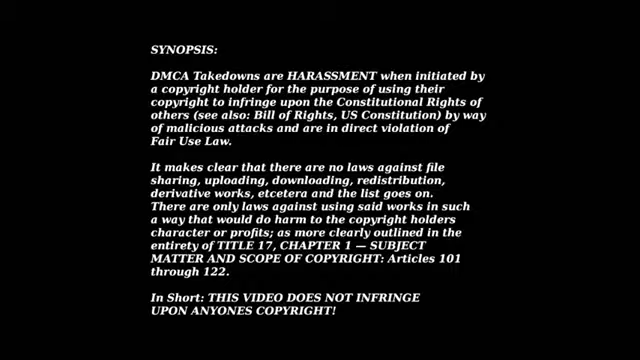 SYNOPSIS:
DMCA Takedowns are HARASSMENT when initiated by
a copyright holder for the purpose of using their
copyright to infringe upon the Constitutional Rights of
others (see also: Bill of Rights, US Constitution) by way
of malicious attacks and are in direct violation of
Fair Use Law.
It makes clear that there are no laws against file
sharing, uploading, downloading, redistribution,
derivative works, etcetera and the list goes on.
There are only laws against using said works in such
a way that would do harm to the copyright holders
character or profits; as more clearly outlined in the
entirety of TITLE 17, CHAPTER 1 — SUBJECT
MATTER AND SCOPE OF COPYRIGHT: Articles 101
through 122.
In Short: THIS VIDEO DOES NOT INFRINGE
UPON ANYONES COPYRIGHT!